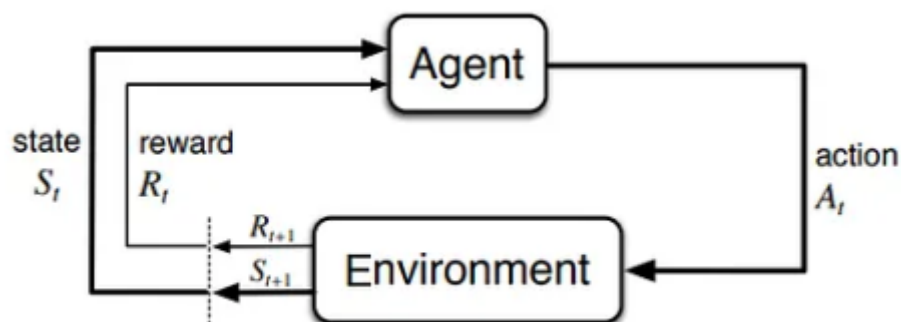 Agent
state
S_t
reward
R_t
action
A_t
R_{t+1}
S_{t+1}
Environment